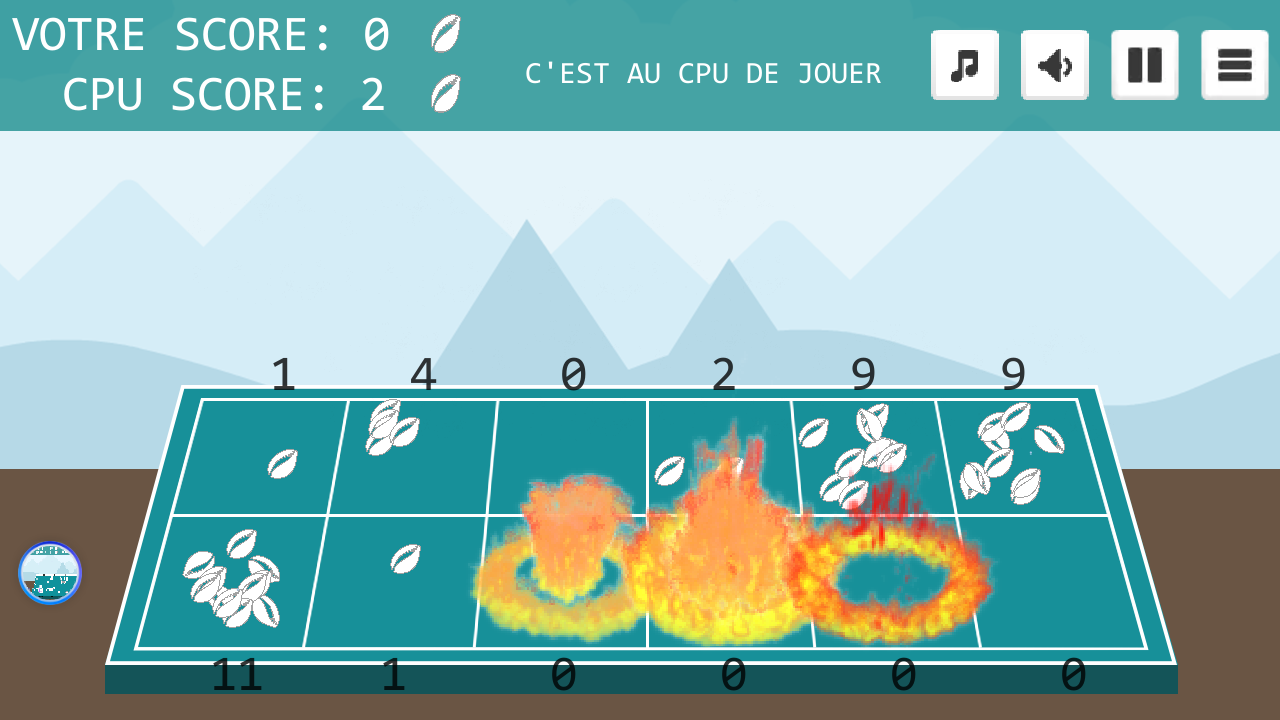 VOTRE SCORE: 0
CPU SCORE: 2
C'EST AU CPU DE JOUER
1 4 0 2 9 9
11 1 0 0 0 0